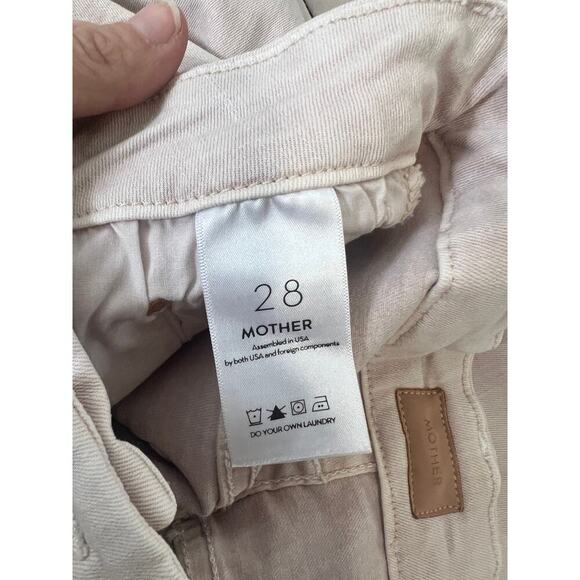 28
MOTHER
Assembled in USA
by both USA and foreign components
DO YOUR OWN LAUNDRY
MOTHER